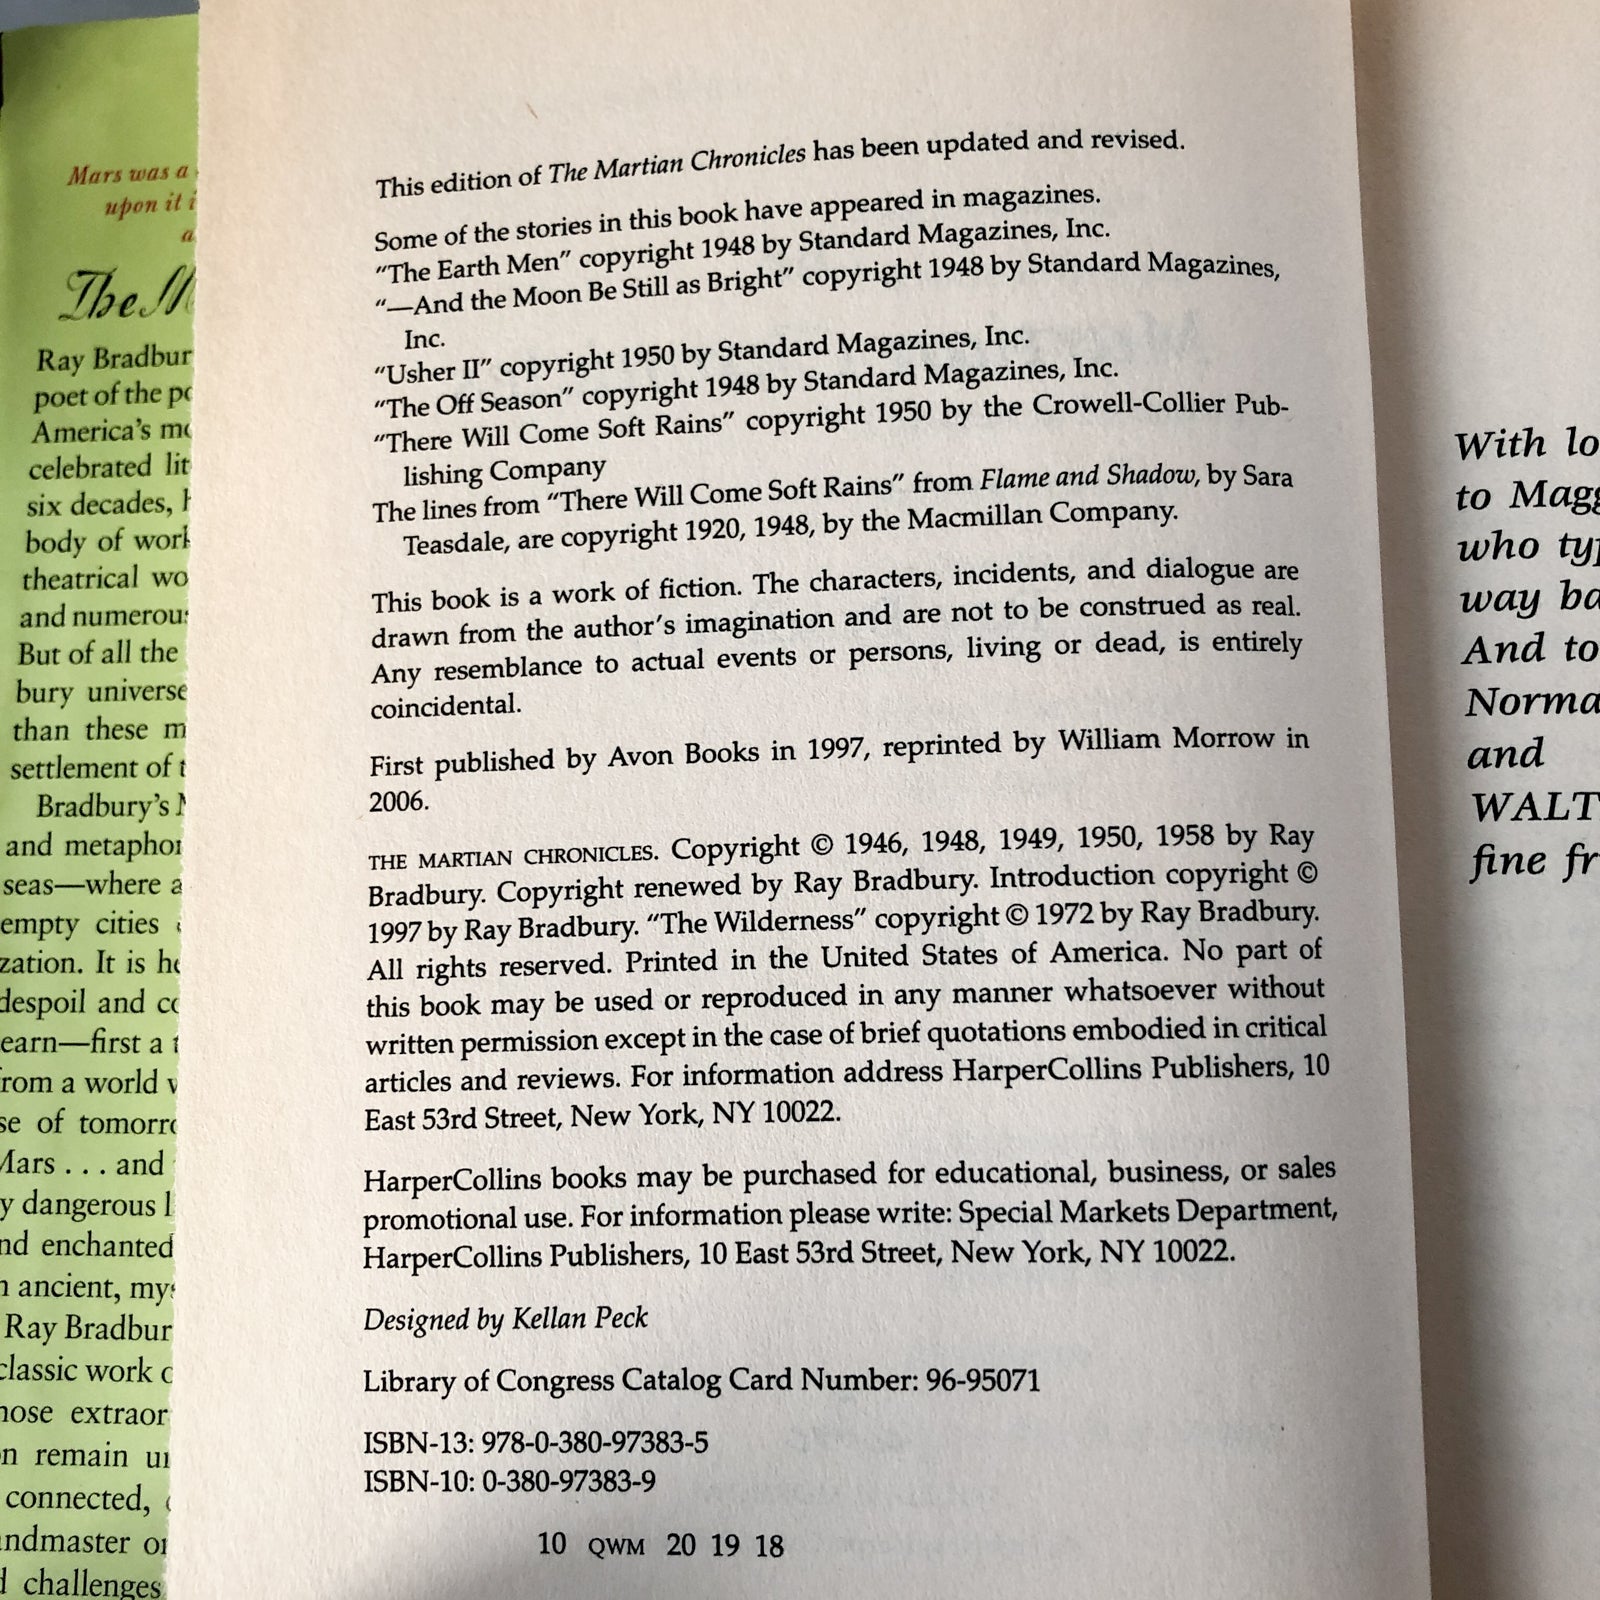 Mars was a
upon it i
a
The M
Ray Bradbur
poet of the
America's
celebrated lit
six decades,
body of work
theatrical wo
and numerous
But of all the
bury universe
than these m
settlement of t
Bradbury's
and metaphor
seas—where a
empty cities
zation. It is he
despoil and co
earn—first a
rom a world
se of tomorro
Mars . . . and
y dangerous l
nd enchanted
n ancient, mys
Ray Bradbur
classic work o
hose extraor
n remain un
connected,
andmaster or
d challenges
This edition of The Martian Chronicles has been updated and revised.
Some of the stories in this book have appeared in magazines.
"The Earth Men" copyright 1948 by Standard Magazines, Inc.
"—And the Moon Be Still as Bright" copyright 1948 by Standard Magazines,
Inc.
"Usher II" copyright 1950 by Standard Magazines, Inc.
"The Off Season" copyright 1948 by Standard Magazines, Inc.
"There Will Come Soft Rains" copyright 1950 by the Crowell-Collier Pub-
lishing Company
The lines from "There Will Come Soft Rains" from Flame and Shadow, by Sara
Teasdale, are copyright 1920, 1948, by the Macmillan Company.
This book is a work of fiction. The characters, incidents, and dialogue are
drawn from the author's imagination and are not to be construed as real.
Any resemblance to actual events or persons, living or dead, is entirely
coincidental.
First published by Avon Books in 1997, reprinted by William Morrow in
2006.
THE MARTIAN CHRONICLES. Copyright © 1946, 1948, 1949, 1950, 1958 by Ray
Bradbury. Copyright renewed by Ray Bradbury. Introduction copyright ©
1997 by Ray Bradbury. "The Wilderness" copyright © 1972 by Ray Bradbury.
All rights reserved. Printed in the United States of America. No part of
this book may be used or reproduced in any manner whatsoever without
written permission except in the case of brief quotations embodied in critical
articles and reviews. For information address HarperCollins Publishers, 10
East 53rd Street, New York, NY 10022.
HarperCollins books may be purchased for educational, business, or sales
promotional use. For information please write: Special Markets Department,
HarperCollins Publishers, 10 East 53rd Street, New York, NY 10022.
Designed by Kellan Peck
Library of Congress Catalog Card Number: 96-95071
ISBN-13: 978-0-380-97383-5
ISBN-10: 0-380-97383-9
10 QWM 20 19 18
With lo
to Magg
who typ
way ba
And to
Norma
and
WALT
fine fr